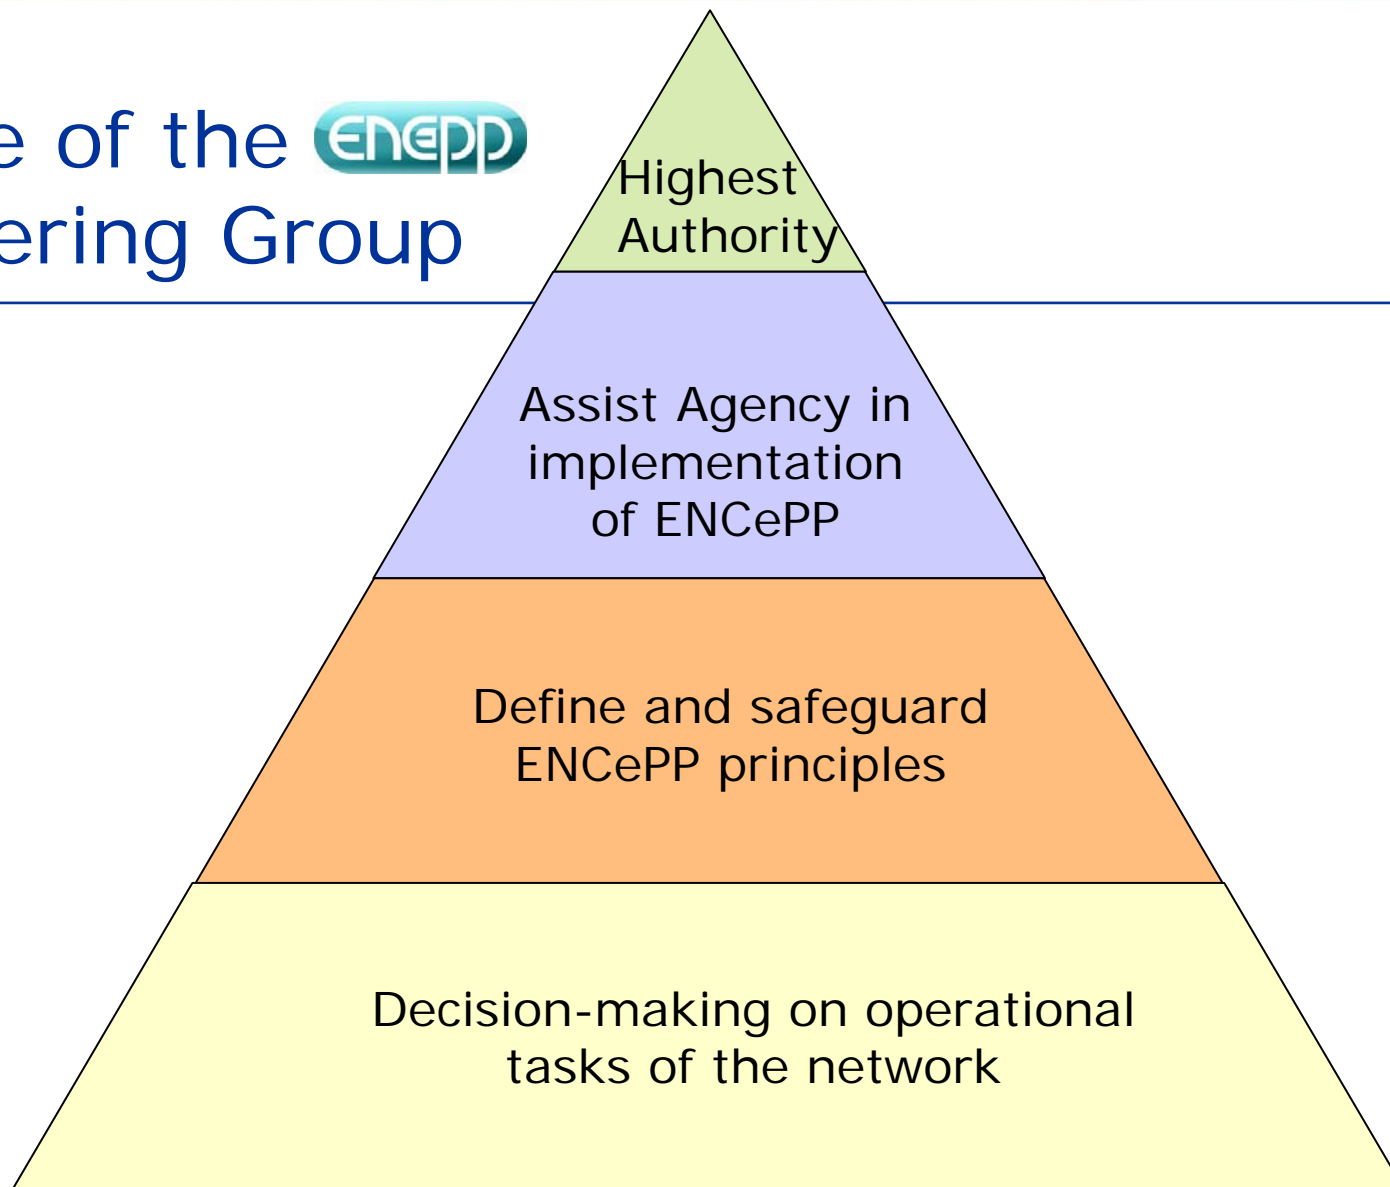 e of the ENCePP
ering Group
Highest
Authority
Assist Agency in
implementation
of ENCePP
Define and safeguard
ENCePP principles
Decision-making on operational
tasks of the network